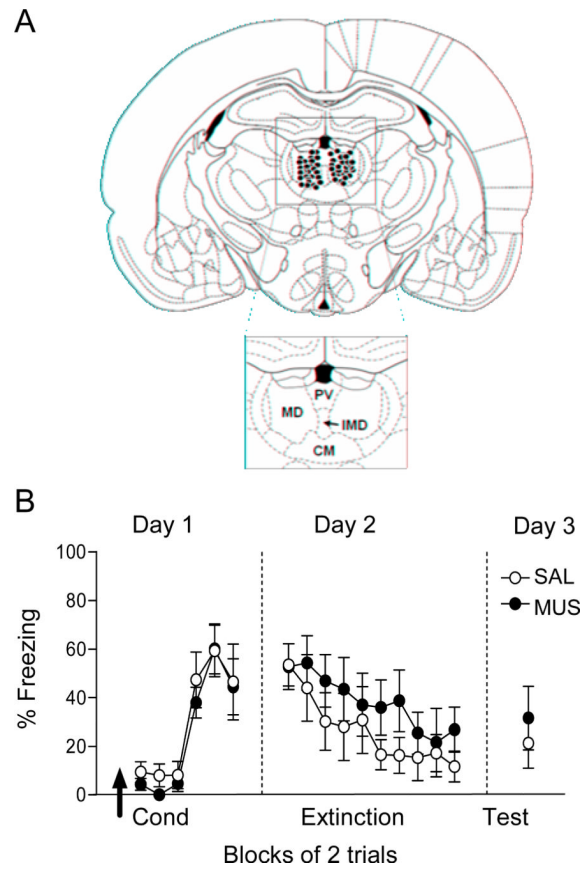 A
PV
MD
IMD
CM
B
Day 1 Day 2 Day 3
% Freezing
100
80
60
40
20
0
SAL
MUS
Cond Extinction Test
Blocks of 2 trials